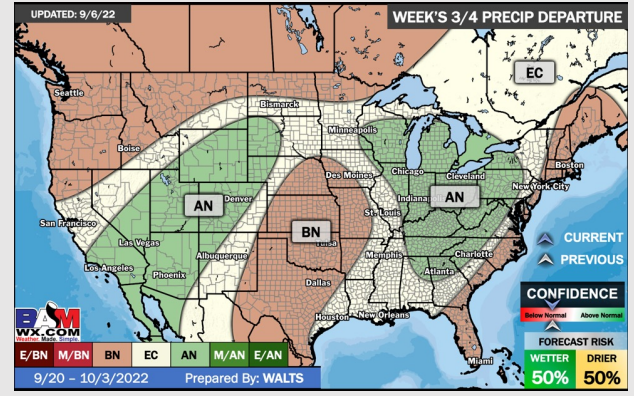 UPDATED: 9/6/22
WEEK'S 3/4 PRECIP DEPARTURE
EC
Seattle
Bismarck
Minneapolis
Boise
Boston
Chicago
Cleveland
Des Moines
New York City
AN
Denver
Indiana
AN
San Francisco
St. Louis
BN
Tulsa
CURRENT
Las Vegas
Albuquerque
Memphis
Charlotte
PREVIOUS
Los Angeles
Phoenix
Atlanta
Dallas
CONFIDENCE
Below Normal Above Normal
Houston
New Orleans
BAM
WX.COM
Weather. Made. Simple.
FORECAST RISK
E/BN M/BN BN EC AN M/AN E/AN
Miami
WETTER DRIER
50% 50%
9/20 – 10/3/2022 Prepared By: WALTS